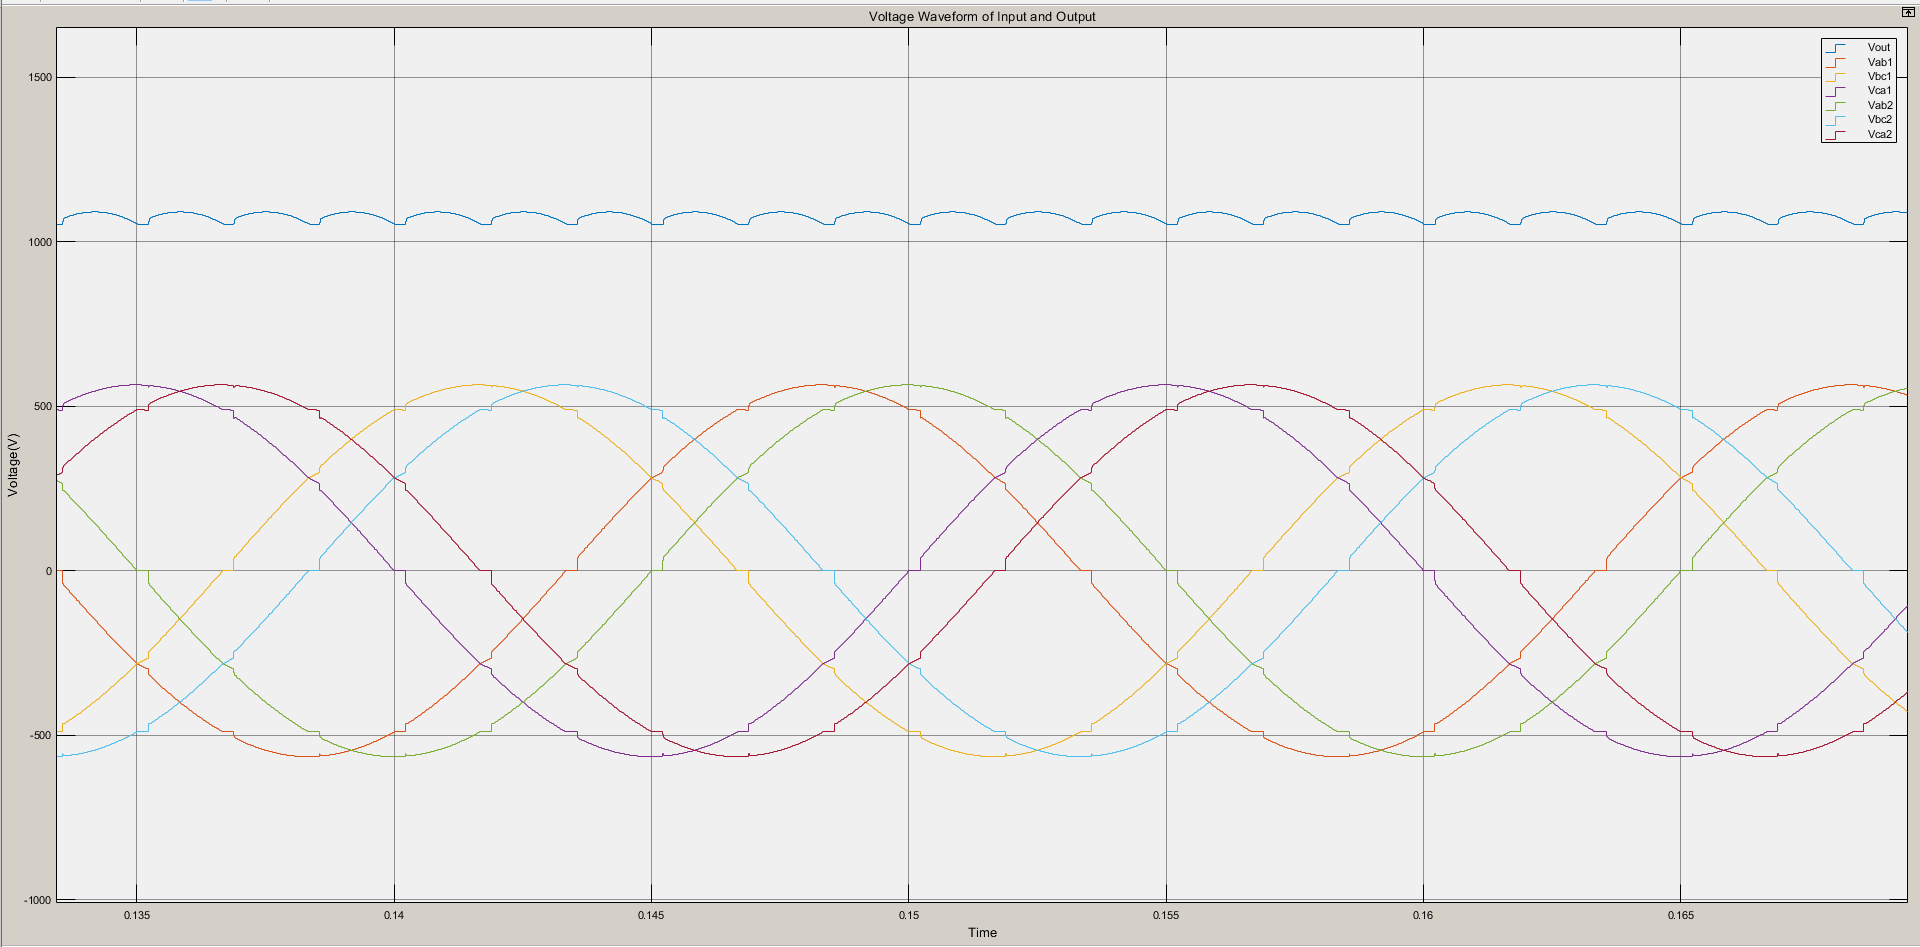 Voltage Waveform of Input and Output
Vout
Vab1
Vbc1
Vca1
Vab2
Vbc2
Vca2
1500
1000
500
0
-500
-1000
Voltage(V)
0.135 0.14 0.145 0.15 0.155 0.16 0.165
Time